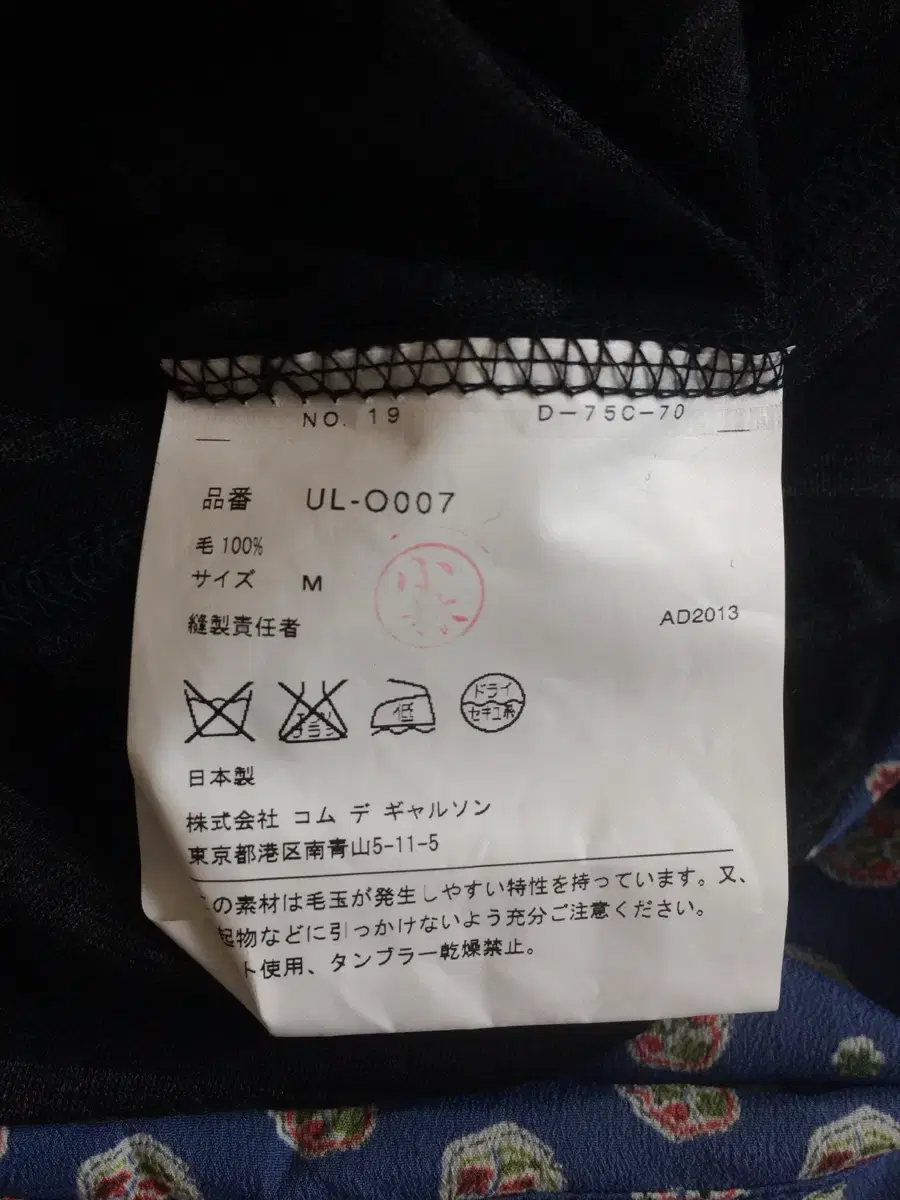 NO. 19 D-75C-70
品番 UL-O007
毛 100%
サイズ M
縫製責任者 AD2013
低 ドライ
セキユ系
日本製
株式会社 コム デ ギャルソン
東京都港区南青山5-11-5
の素材は毛玉が発生しやすい特性を持っています。又、
起物などに引っかけないよう充分ご注意ください。
ト使用、タンブラー乾燥禁止。